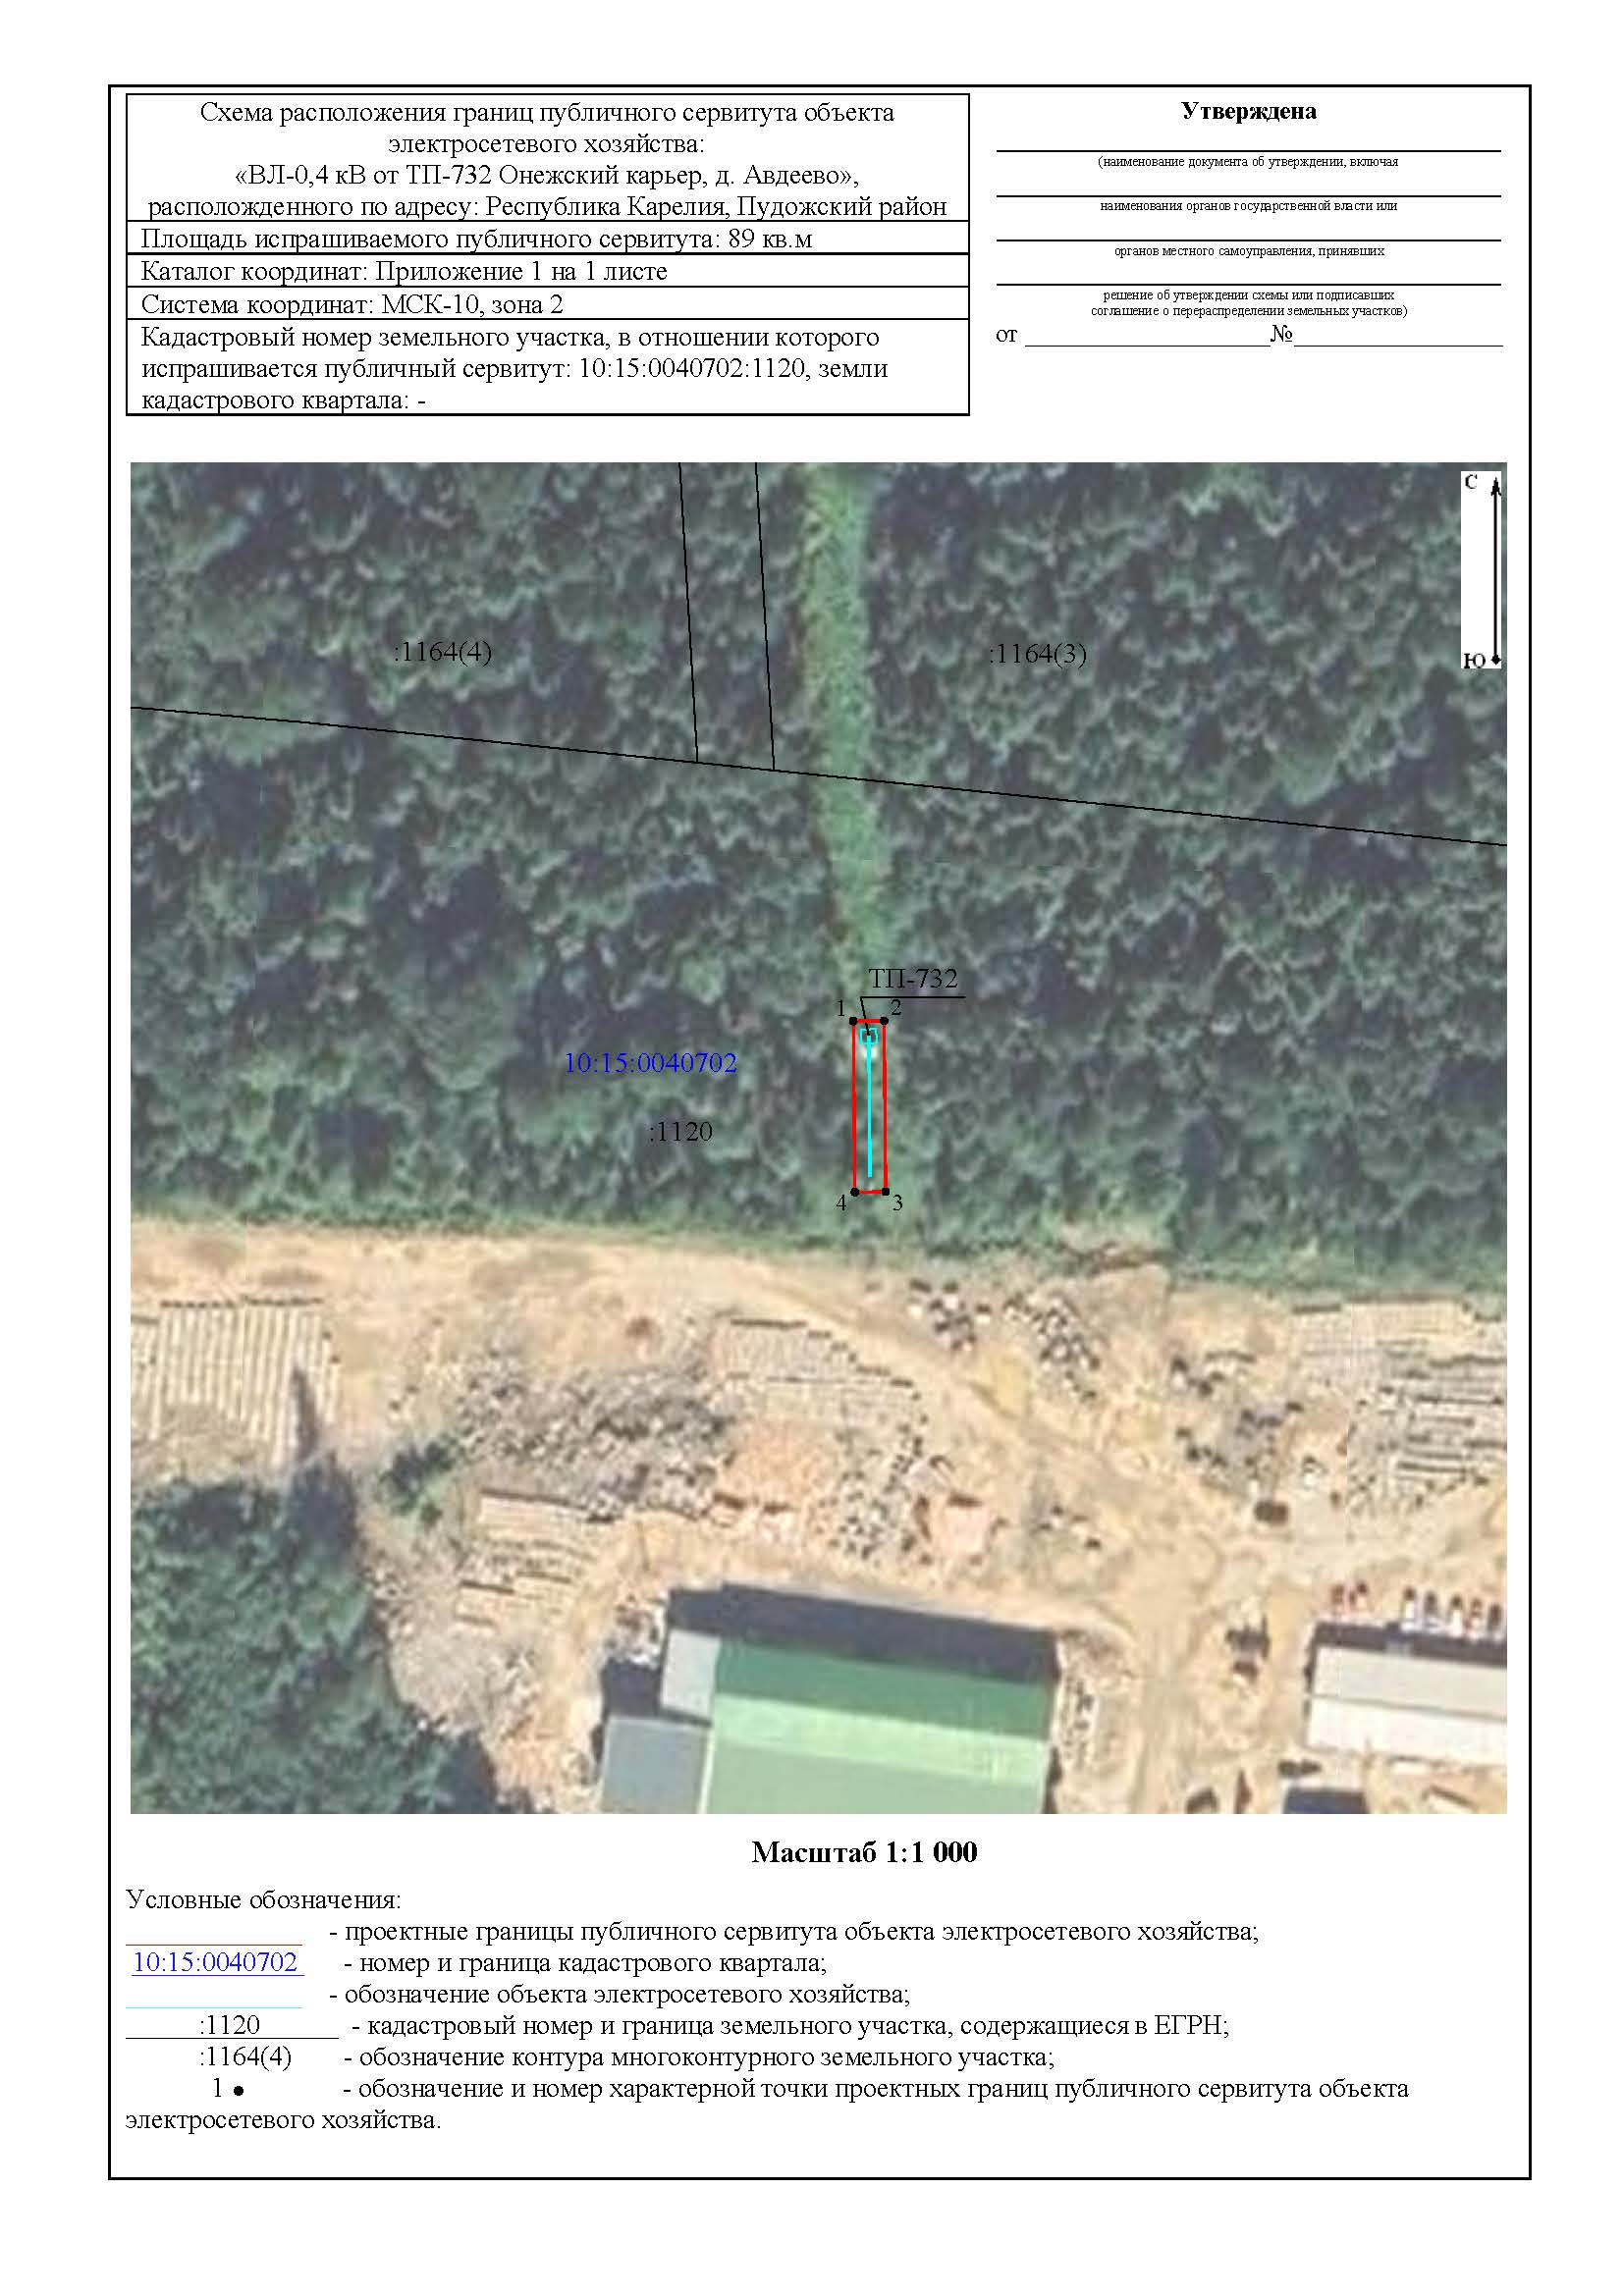 Схема расположения границ публичного сервитута объекта
электросетевого хозяйства:
«ВЛ-0,4 кВ от ТП-732 Онежский карьер, д. Авдеево»,
расположденного по адресу: Республика Карелия, Пудожский район
Площадь испрашиваемого публичного сервитута: 89 кв.м
Каталог координат: Приложение 1 на 1 листе
Система координат: МСК-10, зона 2
Кадастровый номер земельного участка, в отношении которого
испрашивается публичный сервитут: 10:15:0040702:1120, земли
кадастрового квартала: -
Утверждена
(наименование документа об утверждении, включая
наименования органов государственной власти или
органов местного самоуправления, принявших
решение об утверждении схемы или подписавших
соглашение о перераспределении земельных участков)
от №
С
Ю
:1164(4)
:1164(3)
ТП-732
1
2
10:15:0040702
:1120
4
3
Масштаб 1:1 000
Условные обозначения:
- проектные границы публичного сервитута объекта электросетевого хозяйства;
10:15:0040702 - номер и граница кадастрового квартала;
- обозначение объекта электросетевого хозяйства;
:1120 - кадастровый номер и граница земельного участка, содержащиеся в ЕГРН;
:1164(4) - обозначение контура многоконтурного земельного участка;
1 ● - обозначение и номер характерной точки проектных границ публичного сервитута объекта
электросетевого хозяйства.